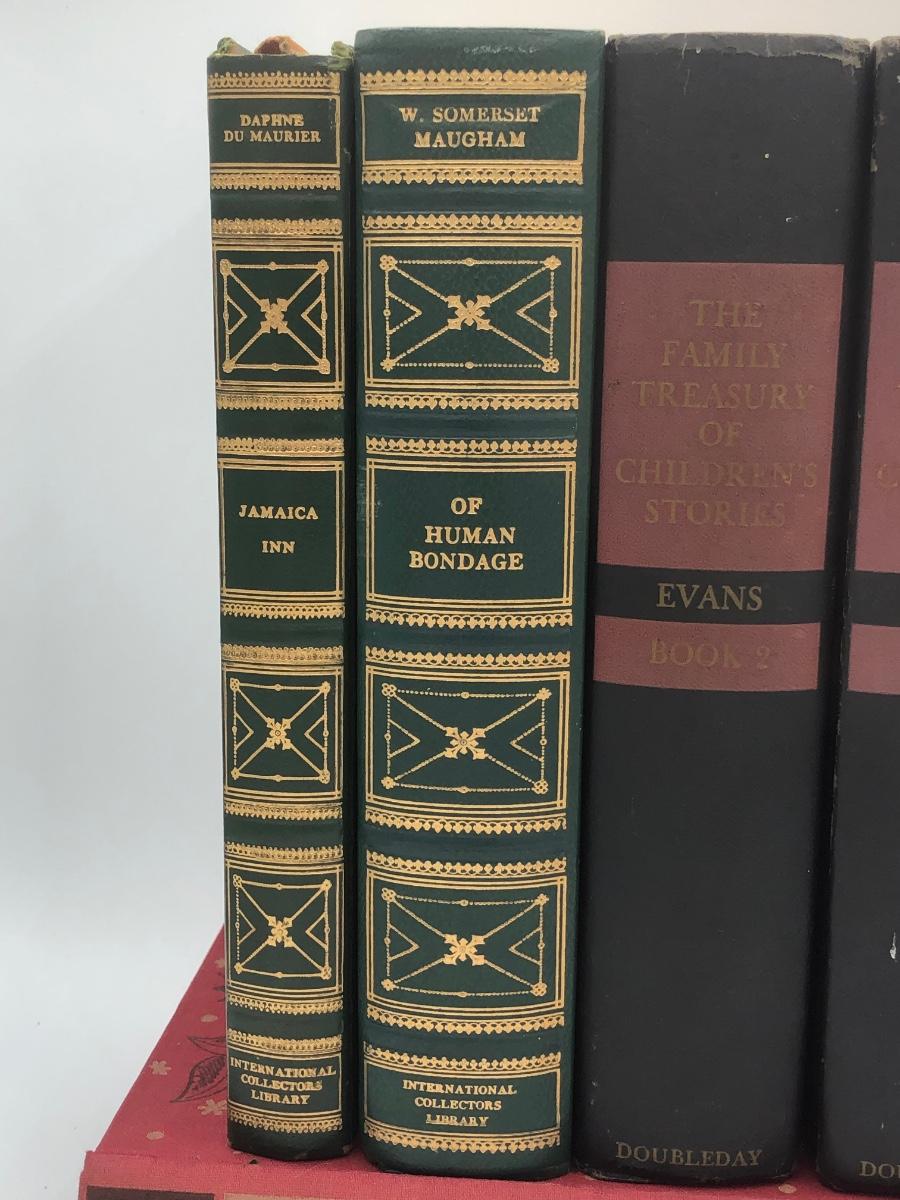 DAPHNE
DU MAURIER
JAMAICA
INN
INTERNATIONAL
COLLECTORS
LIBRARY
W. SOMERSET
MAUGHAM
OF
HUMAN
BONDAGE
INTERNATIONAL
COLLECTORS
LIBRARY
THE
FAMILY
TREASURY
OF
CHILDREN'S
STORIES
EVANS
BOOK 2
DOUBLEDAY
C
DO